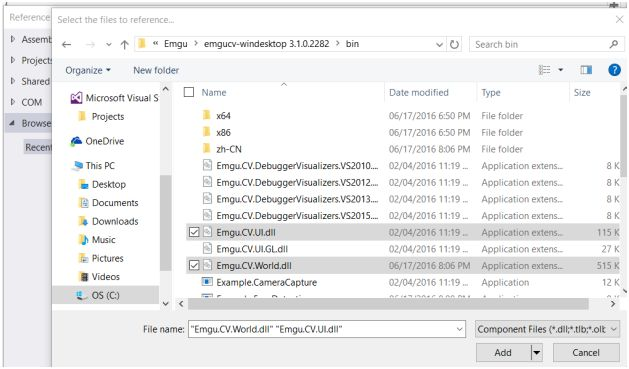 Reference
Select the files to reference...
« Emgu > emgucv-windesktop 3.1.0.2282 > bin
Search bin
Organize New folder
Name Date modified Type Size
Assemb
Projects
Shared
COM
Browse
Recen
Microsoft Visual S
Projects
OneDrive
This PC
Desktop
Documents
Downloads
Music
Pictures
Videos
OS (C:)
x64 06/17/2016 6:50 PM File folder
x86 06/17/2016 6:50 PM File folder
zh-CN 06/17/2016 8:06 PM File folder
Emgu.CV.DebuggerVisualizers.VS2010.... 02/04/2016 11:19 ... Application extens... 8 K
Emgu.CV.DebuggerVisualizers.VS2012.... 02/04/2016 11:19 ... Application extens... 8 K
Emgu.CV.DebuggerVisualizers.VS2013.... 02/04/2016 11:19 ... Application extens... 8 K
Emgu.CV.DebuggerVisualizers.VS2015.... 02/04/2016 11:19 ... Application extens... 8 K
Emgu.CV.UI.dll 02/04/2016 11:19 ... Application extens... 115 K
Emgu.CV.UI.GL.dll 02/04/2016 11:19 ... Application extens... 27 K
Emgu.CV.World.dll 06/17/2016 8:06 PM Application extens... 515 K
Example.CameraCapture 02/04/2016 11:19 ... Application 12 K
File name: "Emgu.CV.World.dll" "Emgu.CV.UI.dll"
Component Files (*.dll;*.tlb;*.olb
Add Cancel